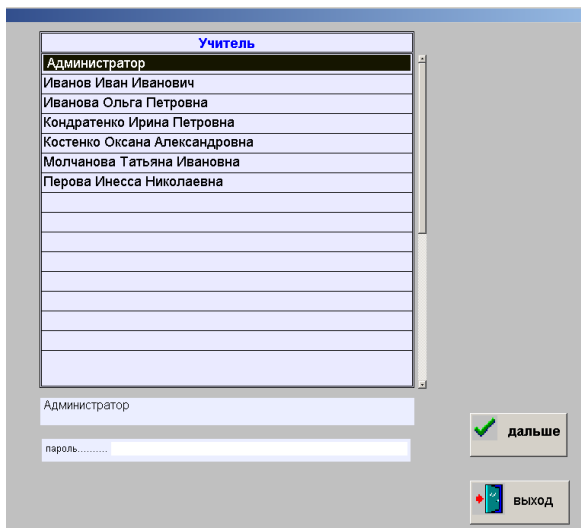 Учитель
Администратор
Иванов Иван Иванович
Иванова Ольга Петровна
Кондратенко Ирина Петровна
Костенко Оксана Александровна
Молчанова Татьяна Ивановна
Перова Инесса Николаевна
Администратор
пароль..........
дальше
выход